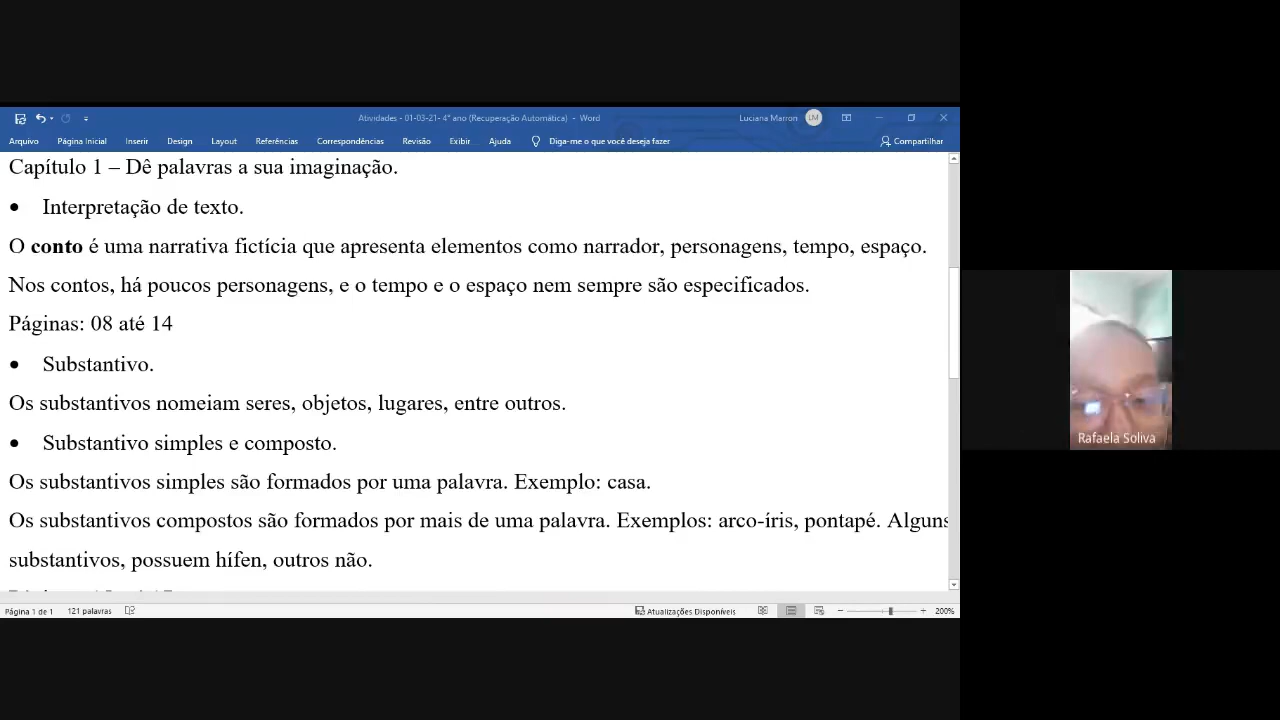 Atividades - 01-03-21- 4° ano (Recuperação Automática) - Word
Luciana Marron
LM
Arquivo Página Inicial Inserir Design Layout Referências Correspondências Revisão Exibir Ajuda Diga-me o que você deseja fazer Compartilhar
Capítulo 1 – Dê palavras a sua imaginação.
• Interpretação de texto.
O conto é uma narrativa fictícia que apresenta elementos como narrador, personagens, tempo, espaço.
Nos contos, há poucos personagens, e o tempo e o espaço nem sempre são especificados.
Páginas: 08 até 14
• Substantivo.
Os substantivos nomeiam seres, objetos, lugares, entre outros.
• Substantivo simples e composto.
Os substantivos simples são formados por uma palavra. Exemplo: casa.
Os substantivos compostos são formados por mais de uma palavra. Exemplos: arco-íris, pontapé. Alguns
substantivos, possuem hífen, outros não.
Página 1 de 1 121 palavras Atualizações Disponíveis 200%
Rafaela Soliva